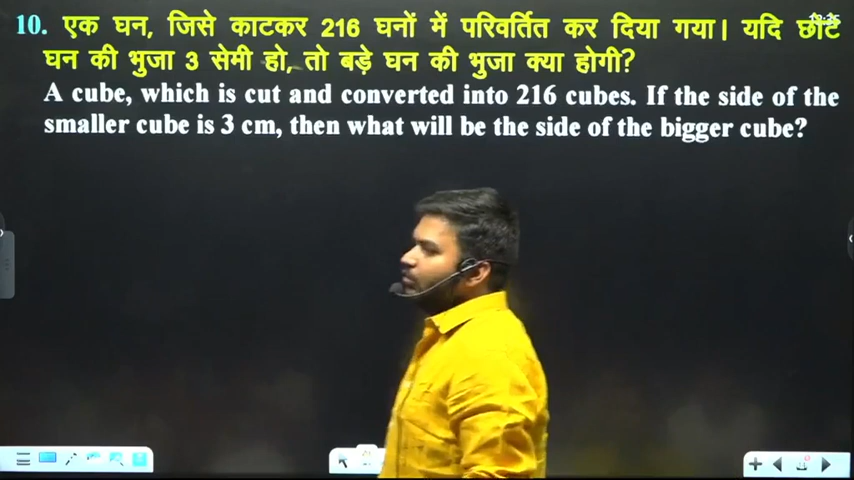 10. एक घन, जिसे काटकर 216 घनों में परिवर्तित कर दिया गया। यदि छोटे
घन की भुजा 3 सेमी हो, तो बड़े घन की भुजा क्या होगी?
A cube, which is cut and converted into 216 cubes. If the side of the
smaller cube is 3 cm, then what will be the side of the bigger cube?